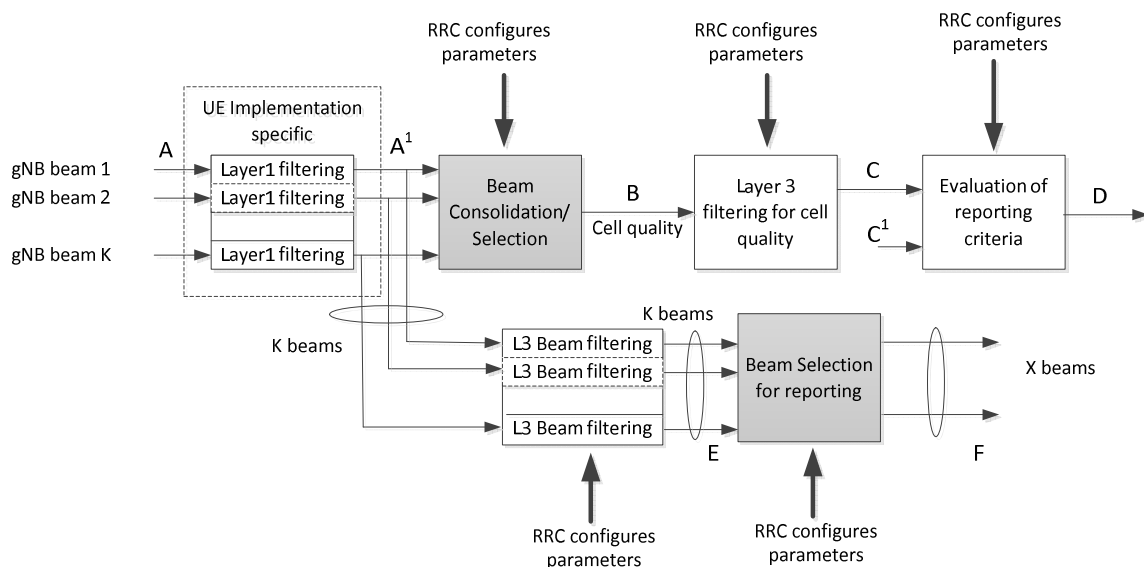 RRC configures
parameters
RRC configures
parameters
RRC configures
parameters
UE Implementation
specific
A
A¹
gNB beam 1
gNB beam 2
gNB beam K
Layer1 filtering
Layer1 filtering
Layer1 filtering
Beam
Consolidation/
Selection
B
Cell quality
Layer 3
filtering for cell
quality
C
C¹
Evaluation of
reporting
criteria
D
K beams
L3 Beam filtering
L3 Beam filtering
L3 Beam filtering
K beams
E
Beam Selection
for reporting
X beams
F
RRC configures
parameters
RRC configures
parameters